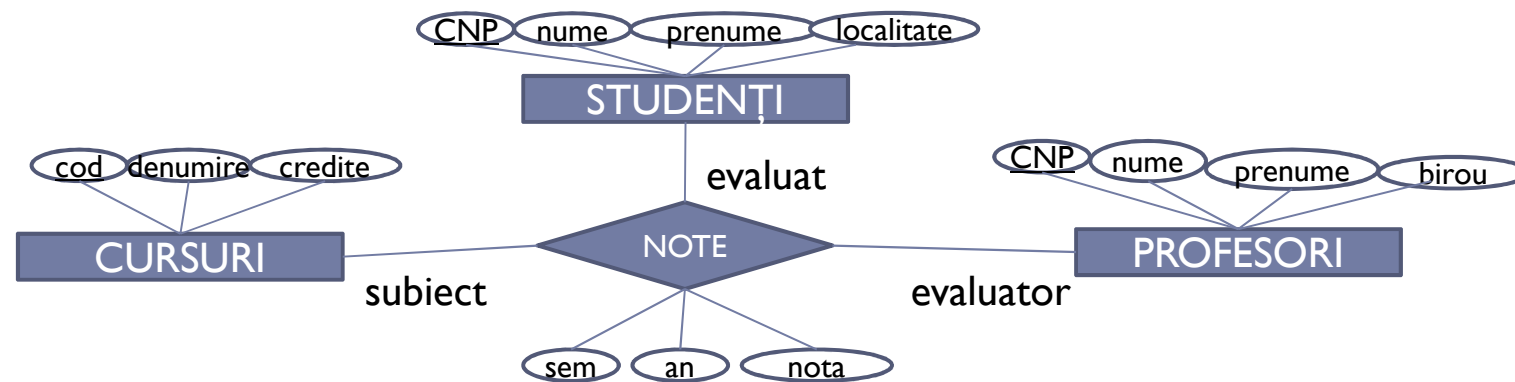 CNP nume prenume localitate
STUDENȚI
cod denumire credite
CNP nume prenume birou
evaluat
CURSURI
NOTE
PROFESORI
subiect
evaluator
sem an nota